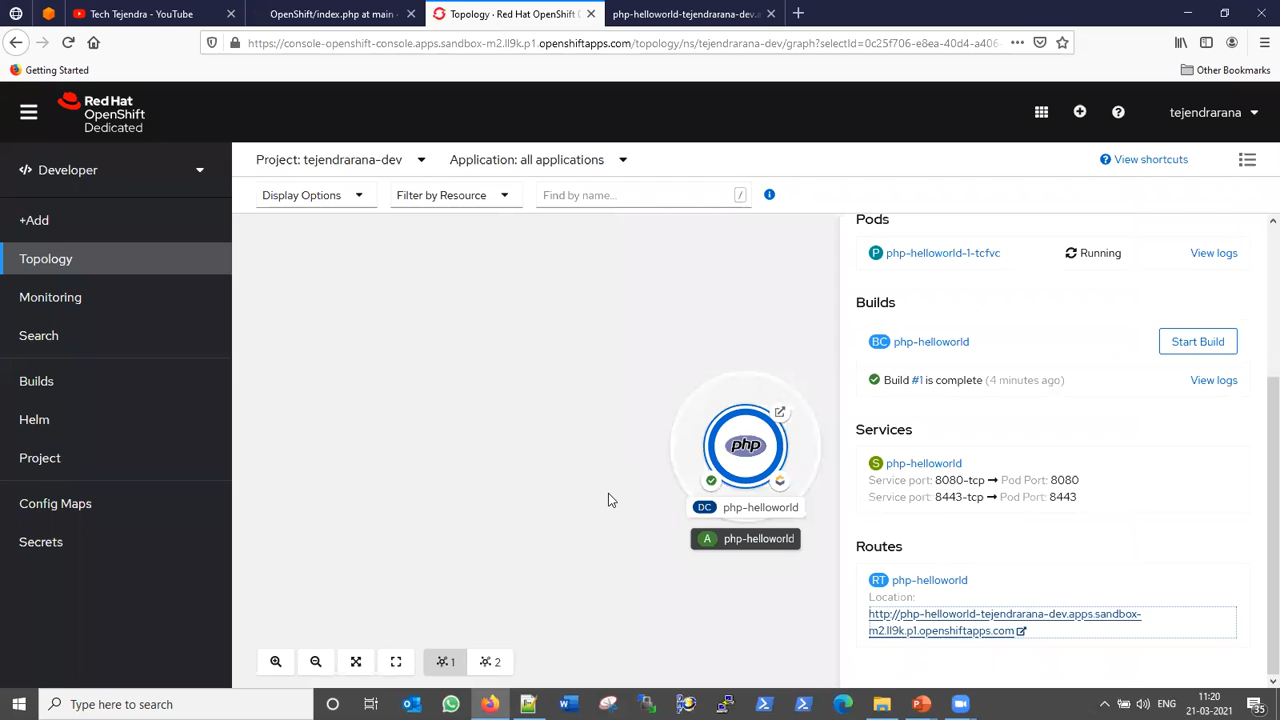 Tech Tejendra - YouTube
OpenShift/index.php at main ·
Topology · Red Hat OpenShift
php-helloworld-tejendrarana-dev.a
https://console-openshift-console.apps.sandbox-m2.ll9k.p1.openshiftapps.com/topology/ns/tejendrarana-dev/graph?selectId=0c25f706-e8ea-40d4-a406-
Getting Started
Other Bookmarks
Red Hat
OpenShift
Dedicated
tejendrarana
</> Developer
Project: tejendrarana-dev
Application: all applications
View shortcuts
Display Options
Filter by Resource
Find by name...
/
+Add
Topology
Monitoring
Search
Builds
Helm
Project
Config Maps
Secrets
php
DC php-helloworld
A php-helloworld
1
2
Pods
P php-helloworld-1-tcfvc
Running
View logs
Builds
BC php-helloworld
Start Build
Build #1 is complete (4 minutes ago)
View logs
Services
S php-helloworld
Service port: 8080-tcp → Pod Port: 8080
Service port: 8443-tcp → Pod Port: 8443
Routes
RT php-helloworld
Location:
http://php-helloworld-tejendrarana-dev.apps.sandbox-
m2.ll9k.p1.openshiftapps.com
Type here to search
ENG
11:20
21-03-2021
35